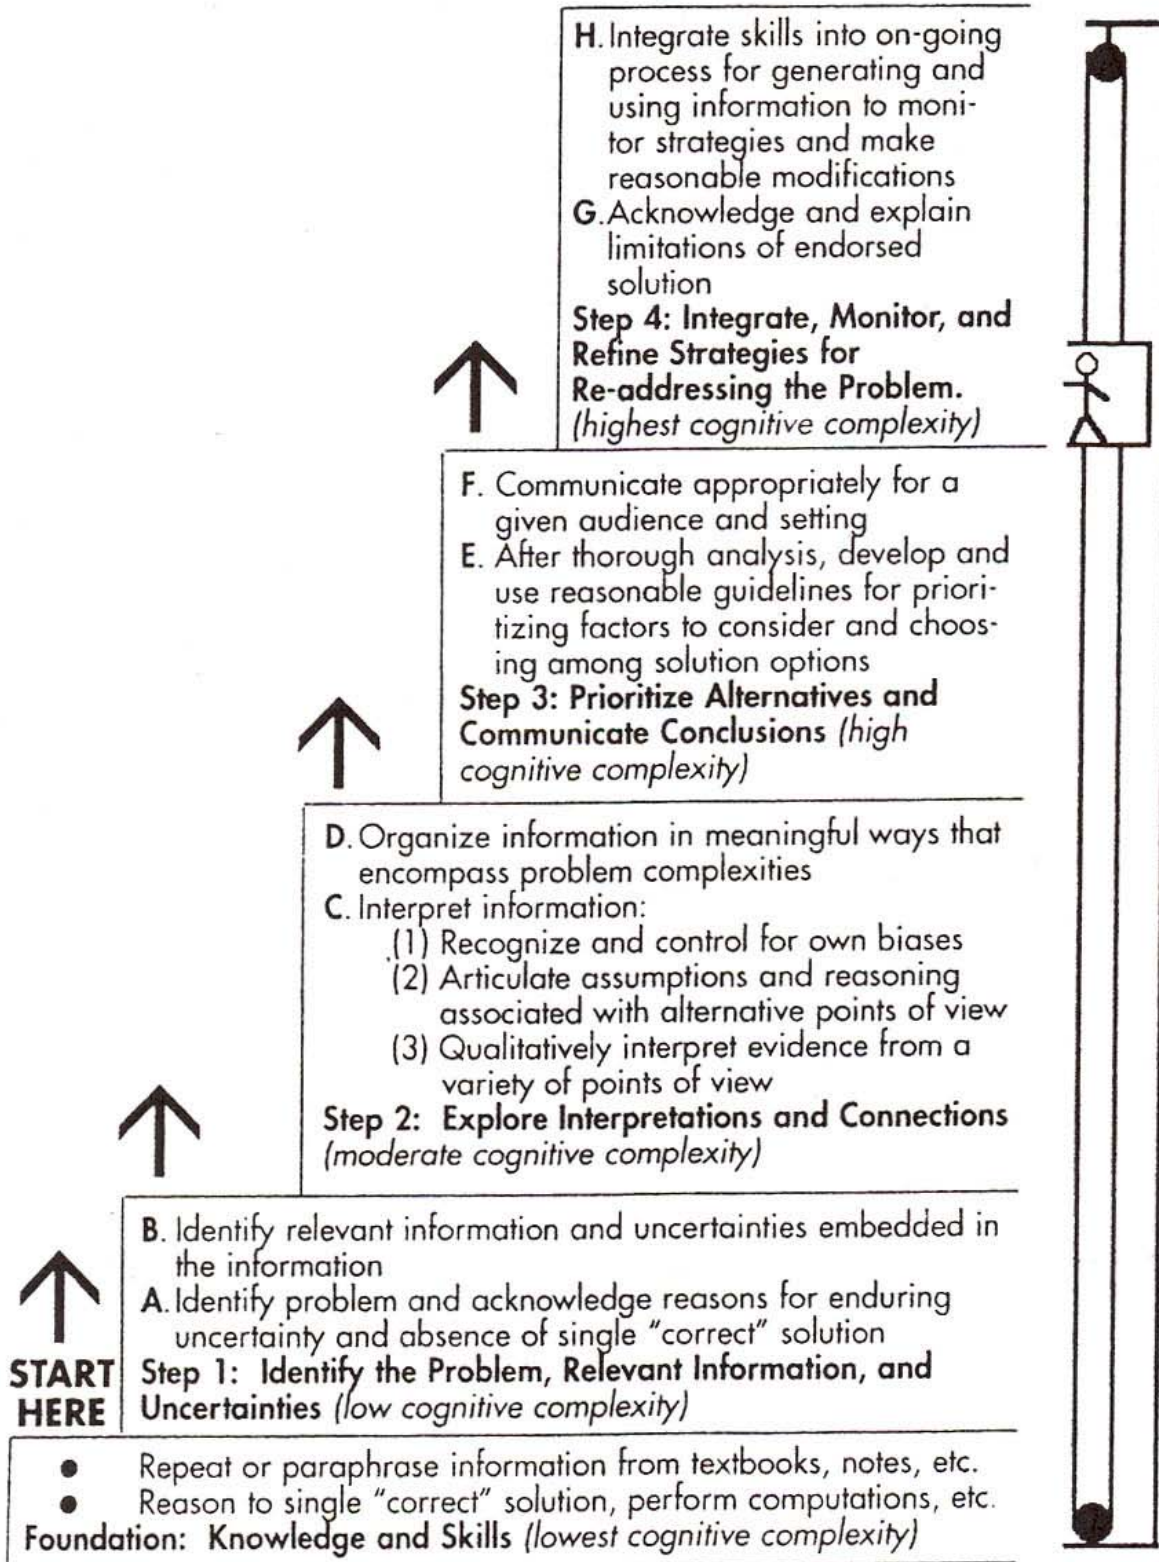 H. Integrate skills into on-going
process for generating and
using information to moni-
tor strategies and make
reasonable modifications
G. Acknowledge and explain
limitations of endorsed
solution
Step 4: Integrate, Monitor, and
Refine Strategies for
Re-addressing the Problem.
(highest cognitive complexity)
F. Communicate appropriately for a
given audience and setting
E. After thorough analysis, develop and
use reasonable guidelines for priori-
tizing factors to consider and choos-
ing among solution options
Step 3: Prioritize Alternatives and
Communicate Conclusions (high
cognitive complexity)
D. Organize information in meaningful ways that
encompass problem complexities
C. Interpret information:
(1) Recognize and control for own biases
(2) Articulate assumptions and reasoning
associated with alternative points of view
(3) Qualitatively interpret evidence from a
variety of points of view
Step 2: Explore Interpretations and Connections
(moderate cognitive complexity)
B. Identify relevant information and uncertainties embedded in
the information
A. Identify problem and acknowledge reasons for enduring
uncertainty and absence of single "correct" solution
Step 1: Identify the Problem, Relevant Information, and
Uncertainties (low cognitive complexity)
START
HERE
● Repeat or paraphrase information from textbooks, notes, etc.
● Reason to single "correct" solution, perform computations, etc.
Foundation: Knowledge and Skills (lowest cognitive complexity)